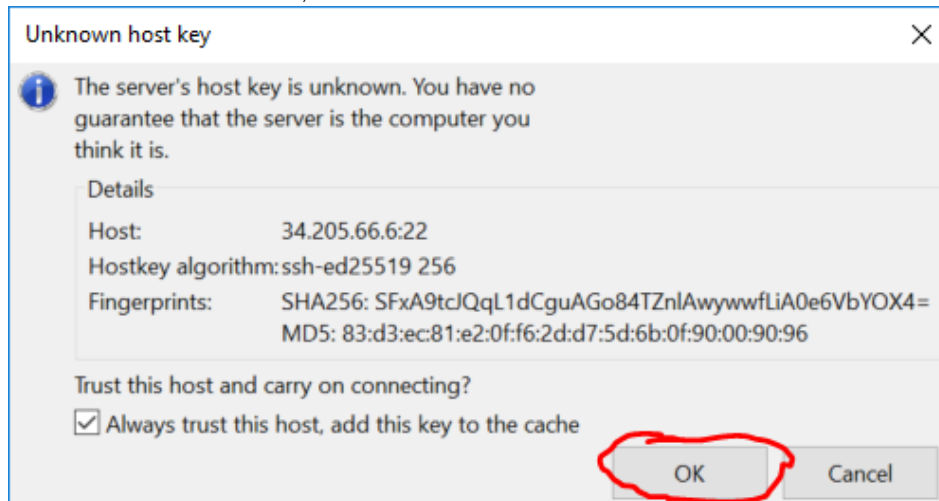 Unknown host key
The server's host key is unknown. You have no
guarantee that the server is the computer you
think it is.
Details
Host: 34.205.66.6:22
Hostkey algorithm: ssh-ed25519 256
Fingerprints: SHA256: SFxA9tcJQqL1dCguAGo84TZnlAwywwfLiA0e6VbYOX4=
MD5: 83:d3:ec:81:e2:0f:f6:2d:d7:5d:6b:0f:90:00:90:96
Trust this host and carry on connecting?
Always trust this host, add this key to the cache
OK Cancel